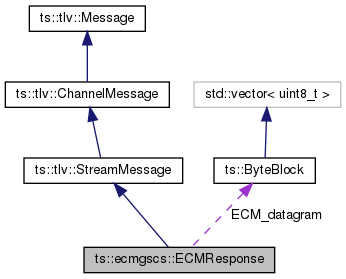 ts::tlv::Message
ts::tlv::ChannelMessage
std::vector< uint8_t >
ts::tlv::StreamMessage
ts::ByteBlock
ECM_datagram
ts::ecmgscs::ECMResponse